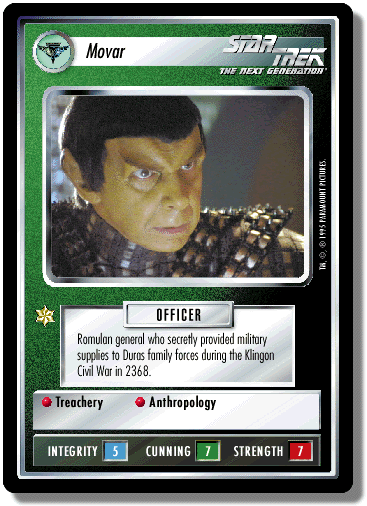 Movar
STAR TREK
THE NEXT GENERATION®
TM, ©, ® 1995 PARAMOUNT PICTURES.
OFFICER
Romulan general who secretly provided military
supplies to Duras family forces during the Klingon
Civil War in 2368.
Treachery Anthropology
INTEGRITY 5 CUNNING 7 STRENGTH 7